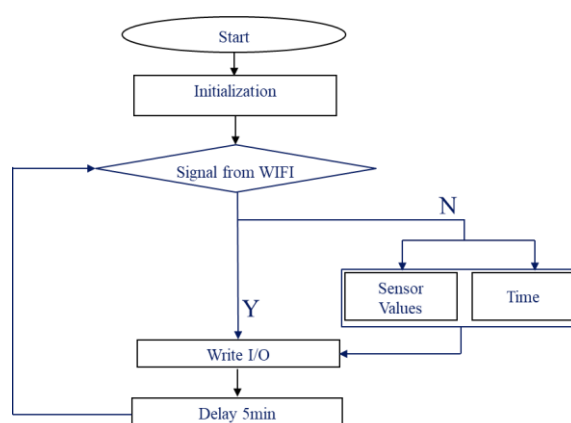 Start
Initialization
Signal from WIFI
N
Sensor
Values
Time
Y
Write I/O
Delay 5min